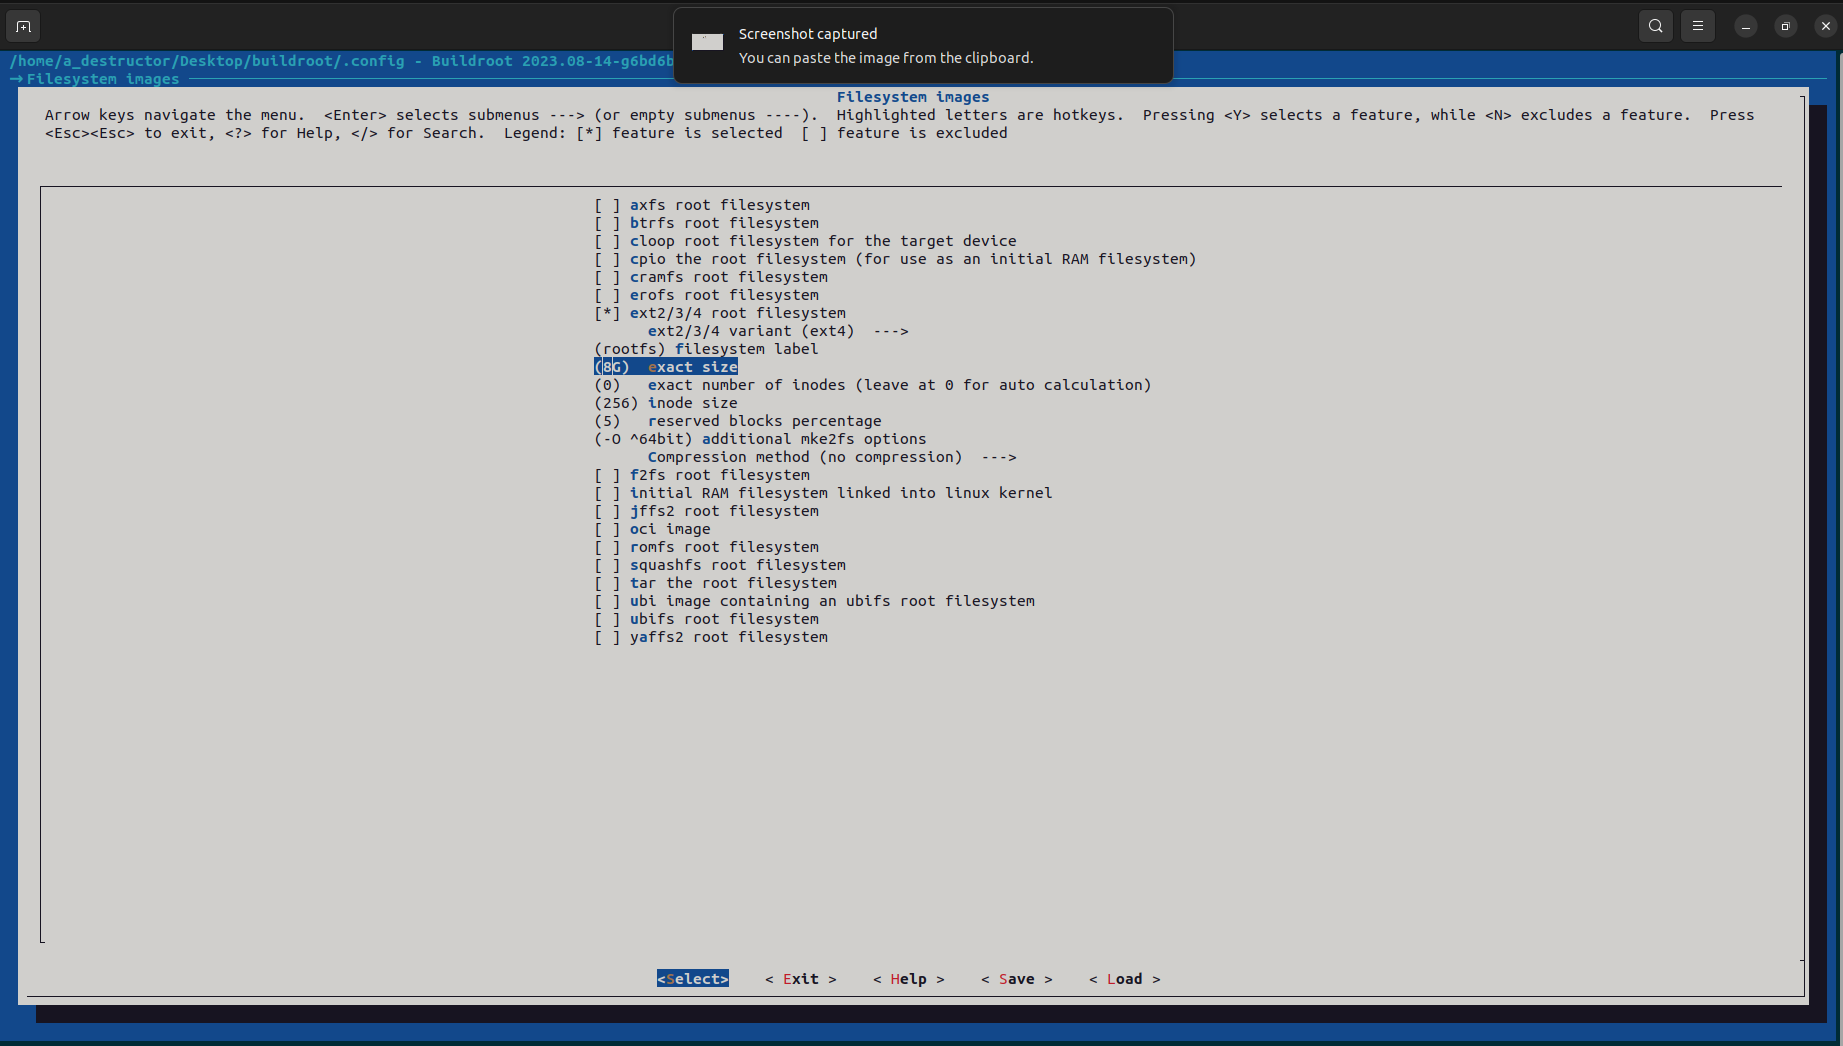 Screenshot captured
You can paste the image from the clipboard.
/home/a_destructor/Desktop/buildroot/.config - Buildroot 2023.08-14-g6bd6b
→ Filesystem images
Filesystem images
Arrow keys navigate the menu.  <Enter> selects submenus ---> (or empty submenus ----).  Highlighted letters are hotkeys.  Pressing <Y> selects a feature, while <N> excludes a feature.  Press
<Esc><Esc> to exit, <?> for Help, </> for Search.  Legend: [*] feature is selected  [ ] feature is excluded
[ ] axfs root filesystem
[ ] btrfs root filesystem
[ ] cloop root filesystem for the target device
[ ] cpio the root filesystem (for use as an initial RAM filesystem)
[ ] cramfs root filesystem
[ ] erofs root filesystem
[*] ext2/3/4 root filesystem
ext2/3/4 variant (ext4)  --->
(rootfs) filesystem label
(8G)  exact size
(0)   exact number of inodes (leave at 0 for auto calculation)
(256) inode size
(5)   reserved blocks percentage
(-O ^64bit) additional mke2fs options
Compression method (no compression)  --->
[ ] f2fs root filesystem
[ ] initial RAM filesystem linked into linux kernel
[ ] jffs2 root filesystem
[ ] oci image
[ ] romfs root filesystem
[ ] squashfs root filesystem
[ ] tar the root filesystem
[ ] ubi image containing an ubifs root filesystem
[ ] ubifs root filesystem
[ ] yaffs2 root filesystem
<Select>    < Exit >    < Help >    < Save >    < Load >